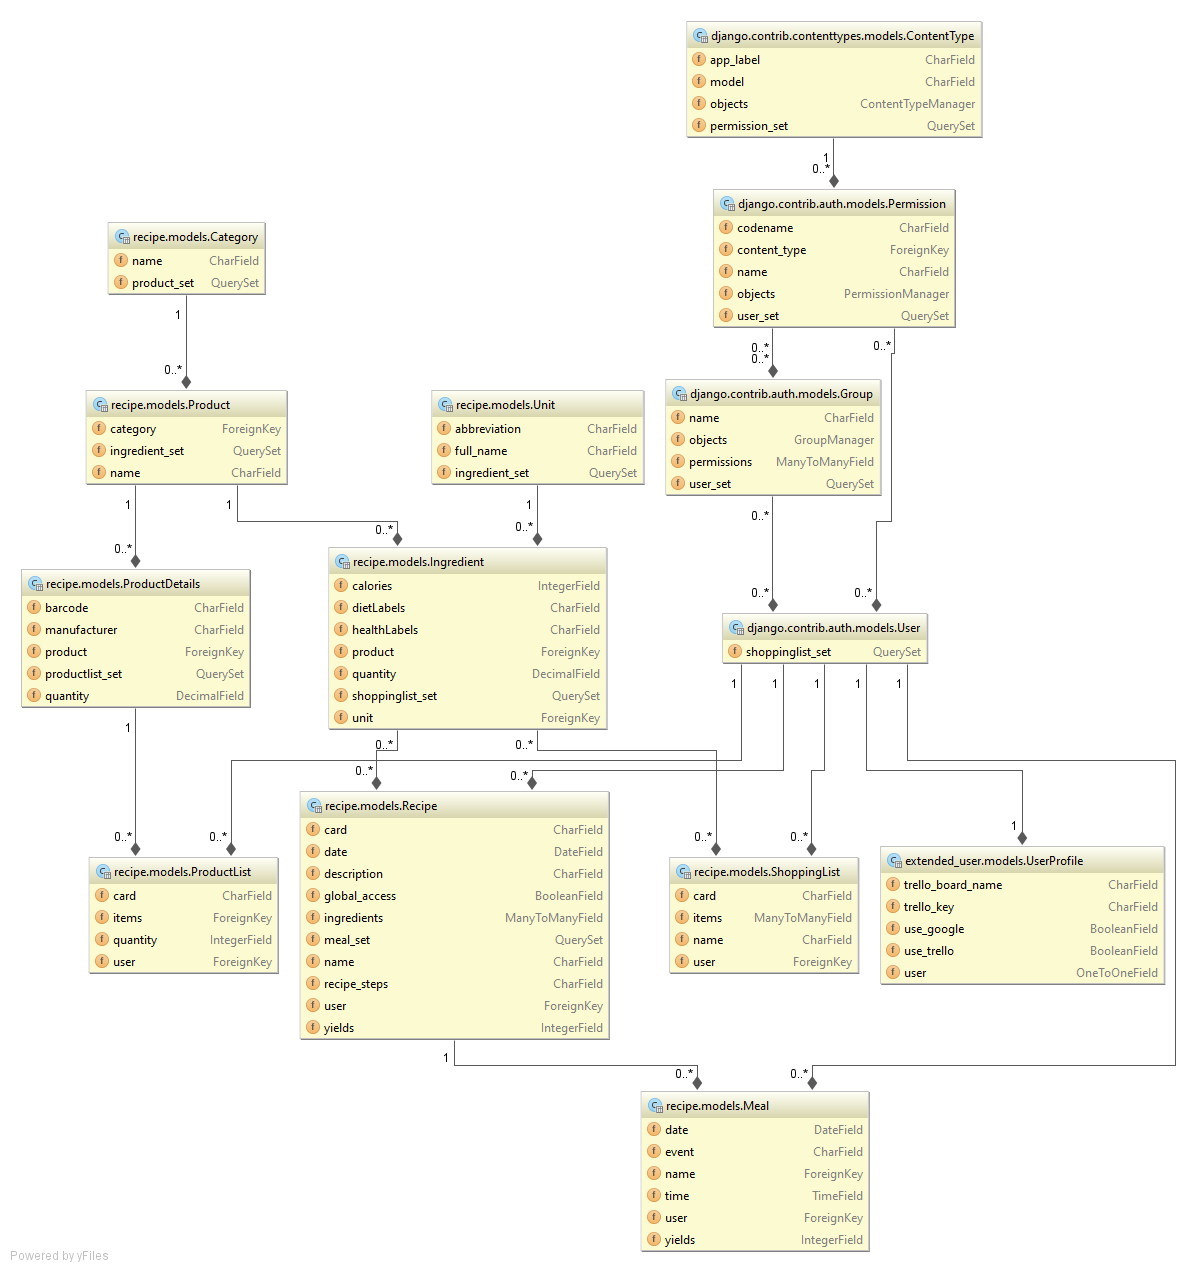 django.contrib.contenttypes.models.ContentType
app_label CharField
model CharField
objects ContentTypeManager
permission_set QuerySet
1
0..*
django.contrib.auth.models.Permission
codename CharField
content_type ForeignKey
name CharField
objects PermissionManager
user_set QuerySet
recipe.models.Category
name CharField
product_set QuerySet
1
0..*
0..*
0..*
0..*
recipe.models.Product
category ForeignKey
ingredient_set QuerySet
name CharField
recipe.models.Unit
abbreviation CharField
full_name CharField
ingredient_set QuerySet
django.contrib.auth.models.Group
name CharField
objects GroupManager
permissions ManyToManyField
user_set QuerySet
1
1
1
0..*
0..*
0..*
0..*
0..*
0..*
recipe.models.ProductDetails
barcode CharField
manufacturer CharField
product ForeignKey
productlist_set QuerySet
quantity DecimalField
recipe.models.Ingredient
calories IntegerField
dietLabels CharField
healthLabels CharField
product ForeignKey
quantity DecimalField
shoppinglist_set QuerySet
unit ForeignKey
django.contrib.auth.models.User
shoppinglist_set QuerySet
1
1
1
1
1
1
0..*
0..*
0..*
0..*
0..*
0..*
0..*
0..*
1
recipe.models.Recipe
card CharField
date DateField
description CharField
global_access BooleanField
ingredients ManyToManyField
meal_set QuerySet
name CharField
recipe_steps CharField
user ForeignKey
yields IntegerField
recipe.models.ProductList
card CharField
items ForeignKey
quantity IntegerField
user ForeignKey
recipe.models.ShoppingList
card CharField
items ManyToManyField
name CharField
user ForeignKey
extended_user.models.UserProfile
trello_board_name CharField
trello_key CharField
use_google BooleanField
use_trello BooleanField
user OneToOneField
1
0..*
0..*
recipe.models.Meal
date DateField
event CharField
name ForeignKey
time TimeField
user ForeignKey
yields IntegerField
Powered by yFiles